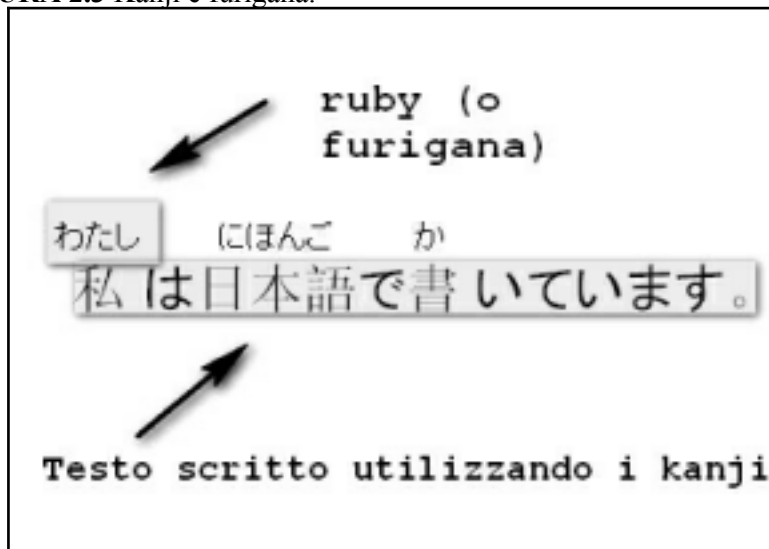 ruby (o
furigana)
わたし にほんご か
私は日本語で書いています。
Testo scritto utilizzando i kanji